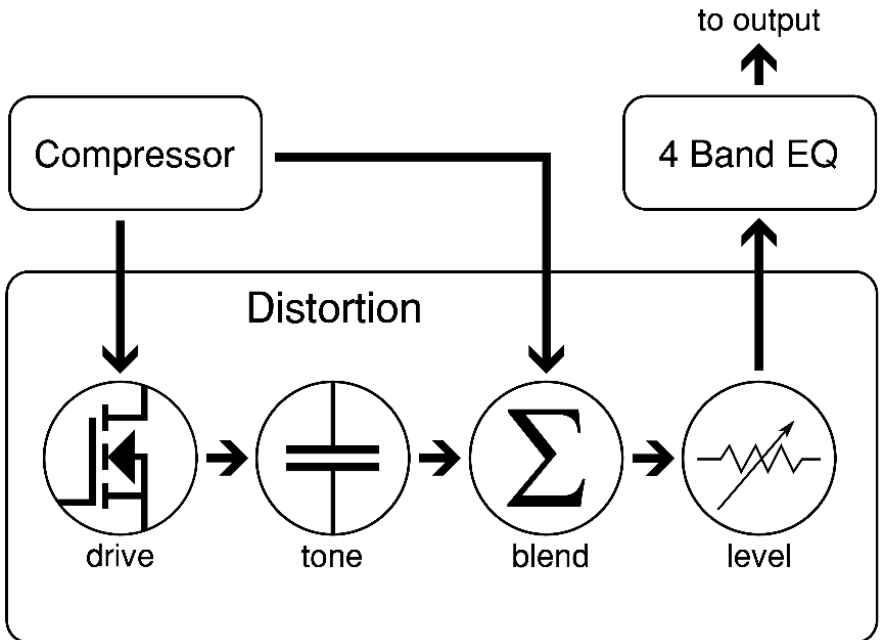 to output
Compressor
4 Band EQ
Distortion
Σ
drive
tone
blend
level